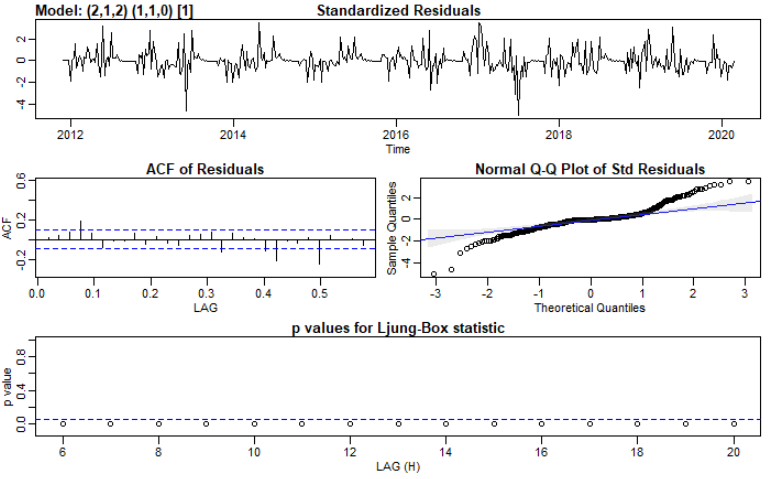 Model: (2,1,2) (1,1,0) [1] Standardized Residuals
2
0
-2
-4
2012 2014 2016 2018 2020
Time
ACF of Residuals
ACF
0.6
0.2
-0.2
0.0 0.1 0.2 0.3 0.4 0.5
LAG
Normal Q-Q Plot of Std Residuals
Sample Quantiles
2
0
-2
-4
-3 -2 -1 0 1 2 3
Theoretical Quantiles
p values for Ljung-Box statistic
p value
0.8
0.4
0.0
6 8 10 12 14 16 18 20
LAG (H)